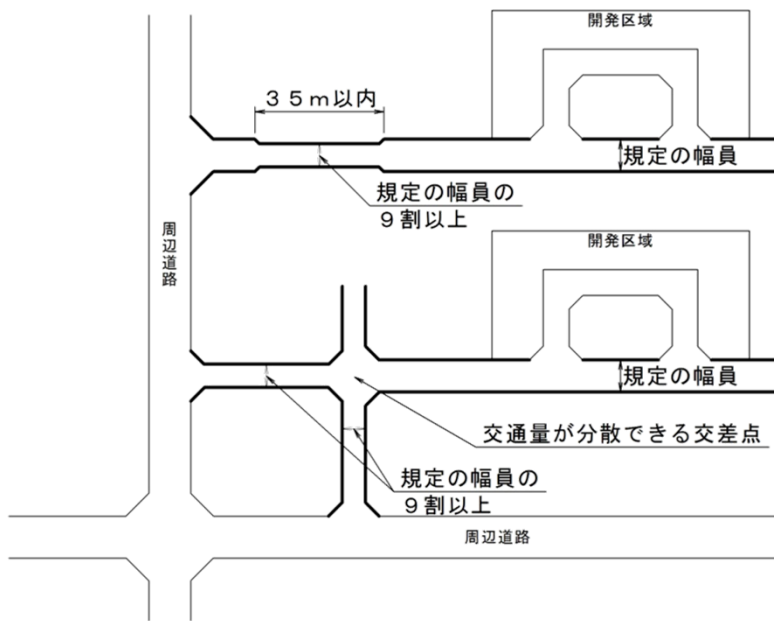 開発区域
３５ｍ以内
規定の幅員
規定の幅員の
９割以上
周辺道路
開発区域
規定の幅員
交通量が分散できる交差点
規定の幅員の
９割以上
周辺道路